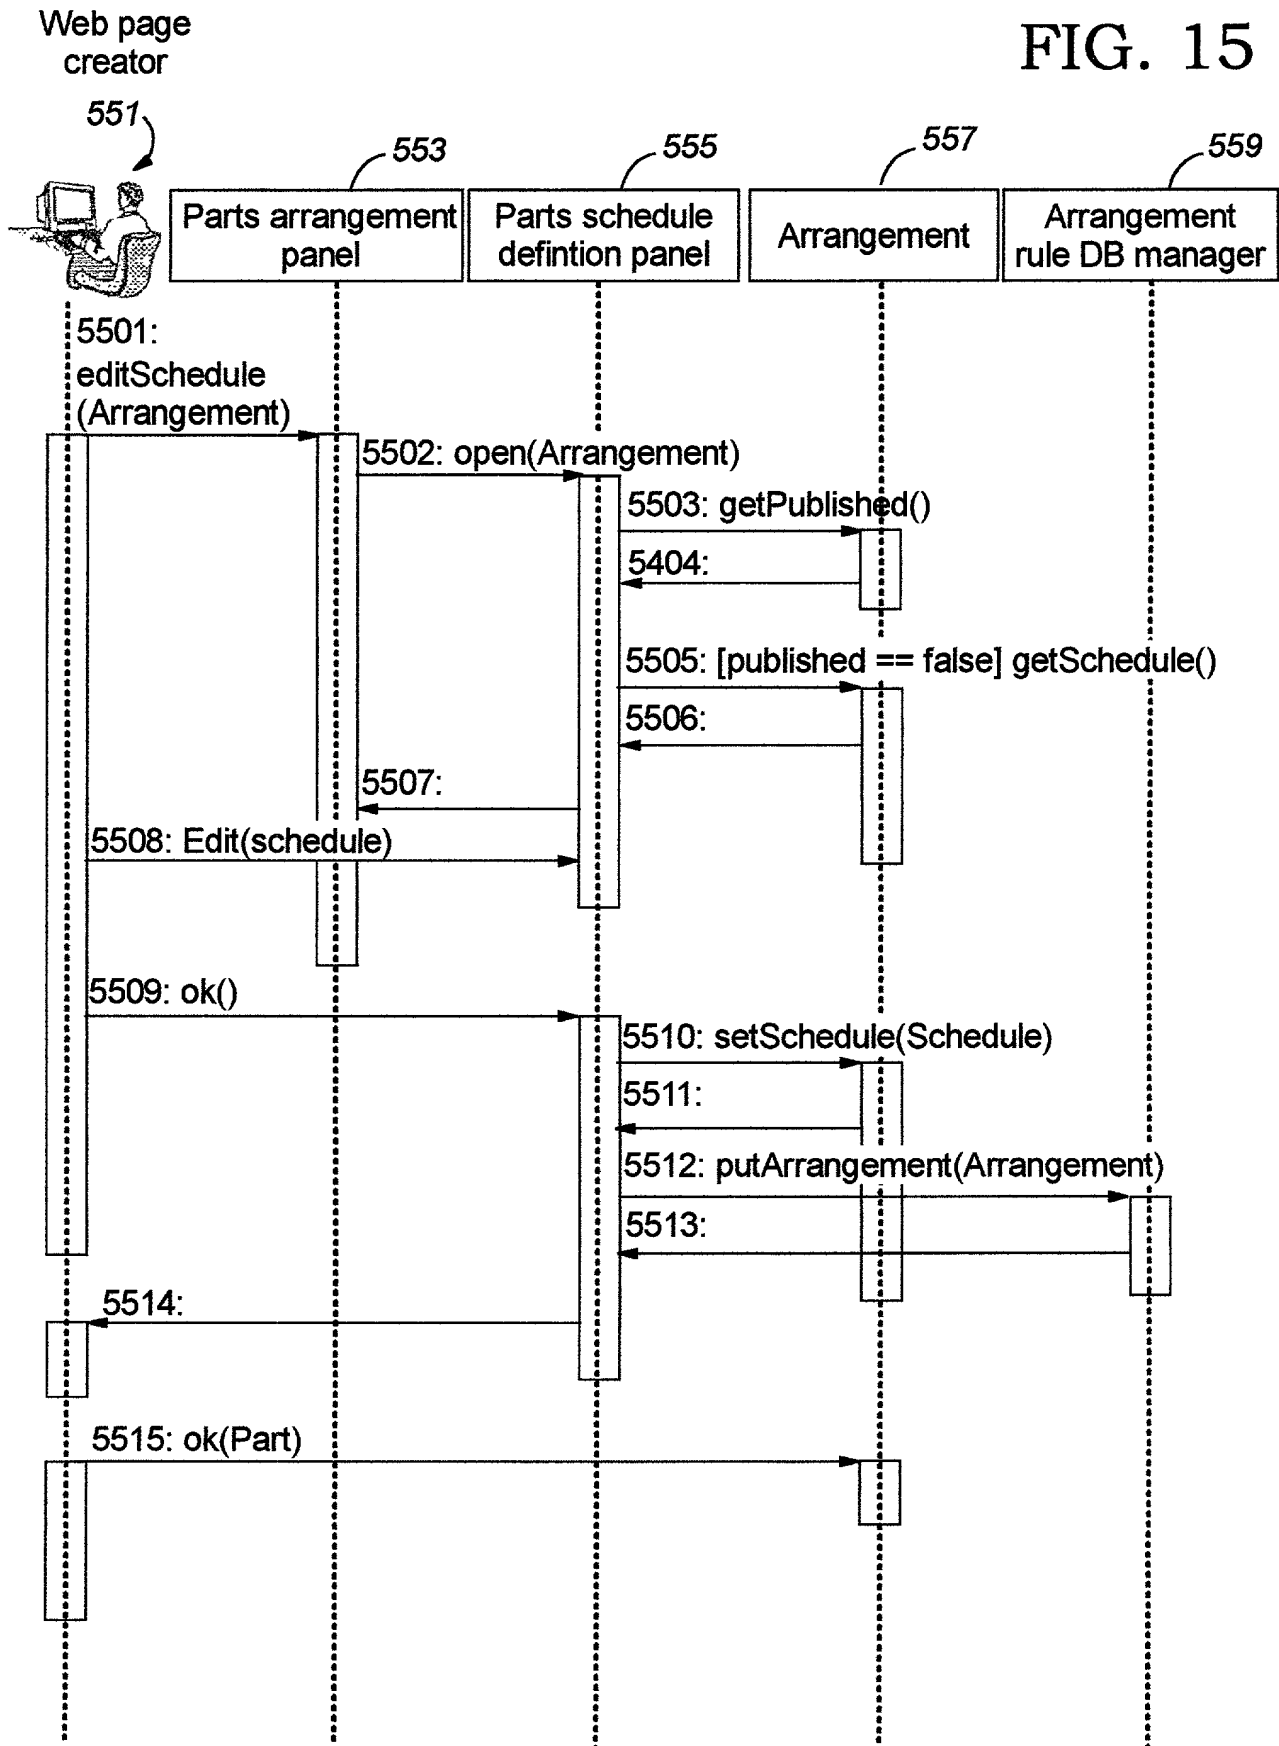 Web page
creator
FIG. 15
551
553
555
557
559
Parts arrangement
panel
Parts schedule
defintion panel
Arrangement
Arrangement
rule DB manager
5501:
editSchedule
(Arrangement)
5502: open(Arrangement)
5503: getPublished()
5404:
5505: [published == false] getSchedule()
5506:
5507:
5508: Edit(schedule)
5509: ok()
5510: setSchedule(Schedule)
5511:
5512: putArrangement(Arrangement)
5513:
5514:
5515: ok(Part)